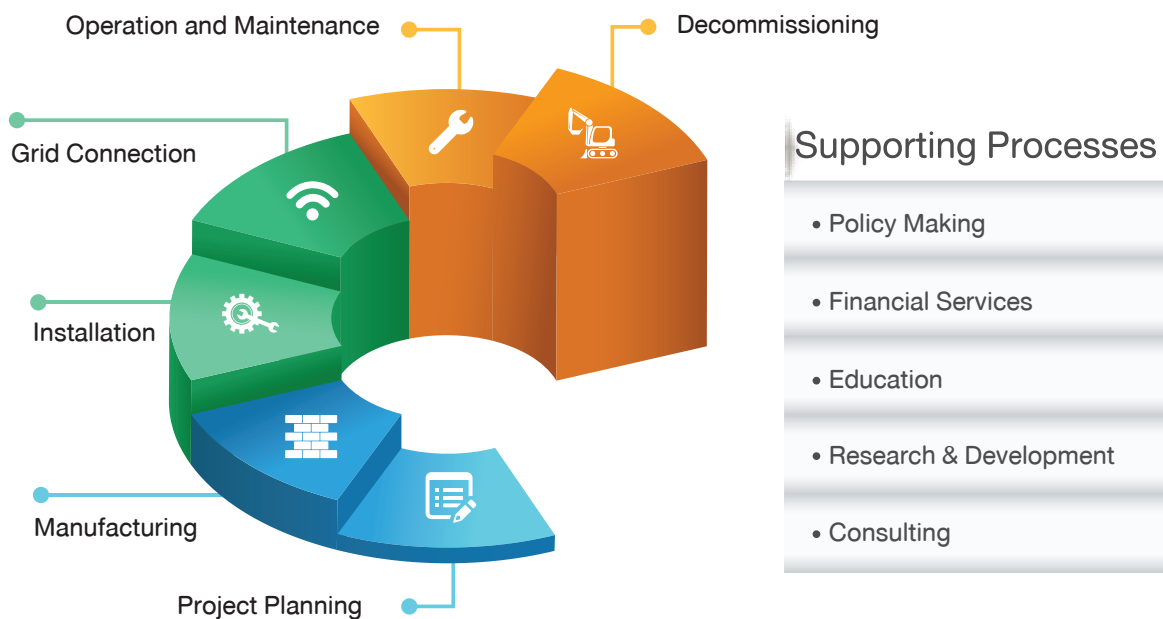 Operation and Maintenance
Decommissioning
Grid Connection
Installation
Manufacturing
Project Planning
Supporting Processes
• Policy Making
• Financial Services
• Education
• Research & Development
• Consulting